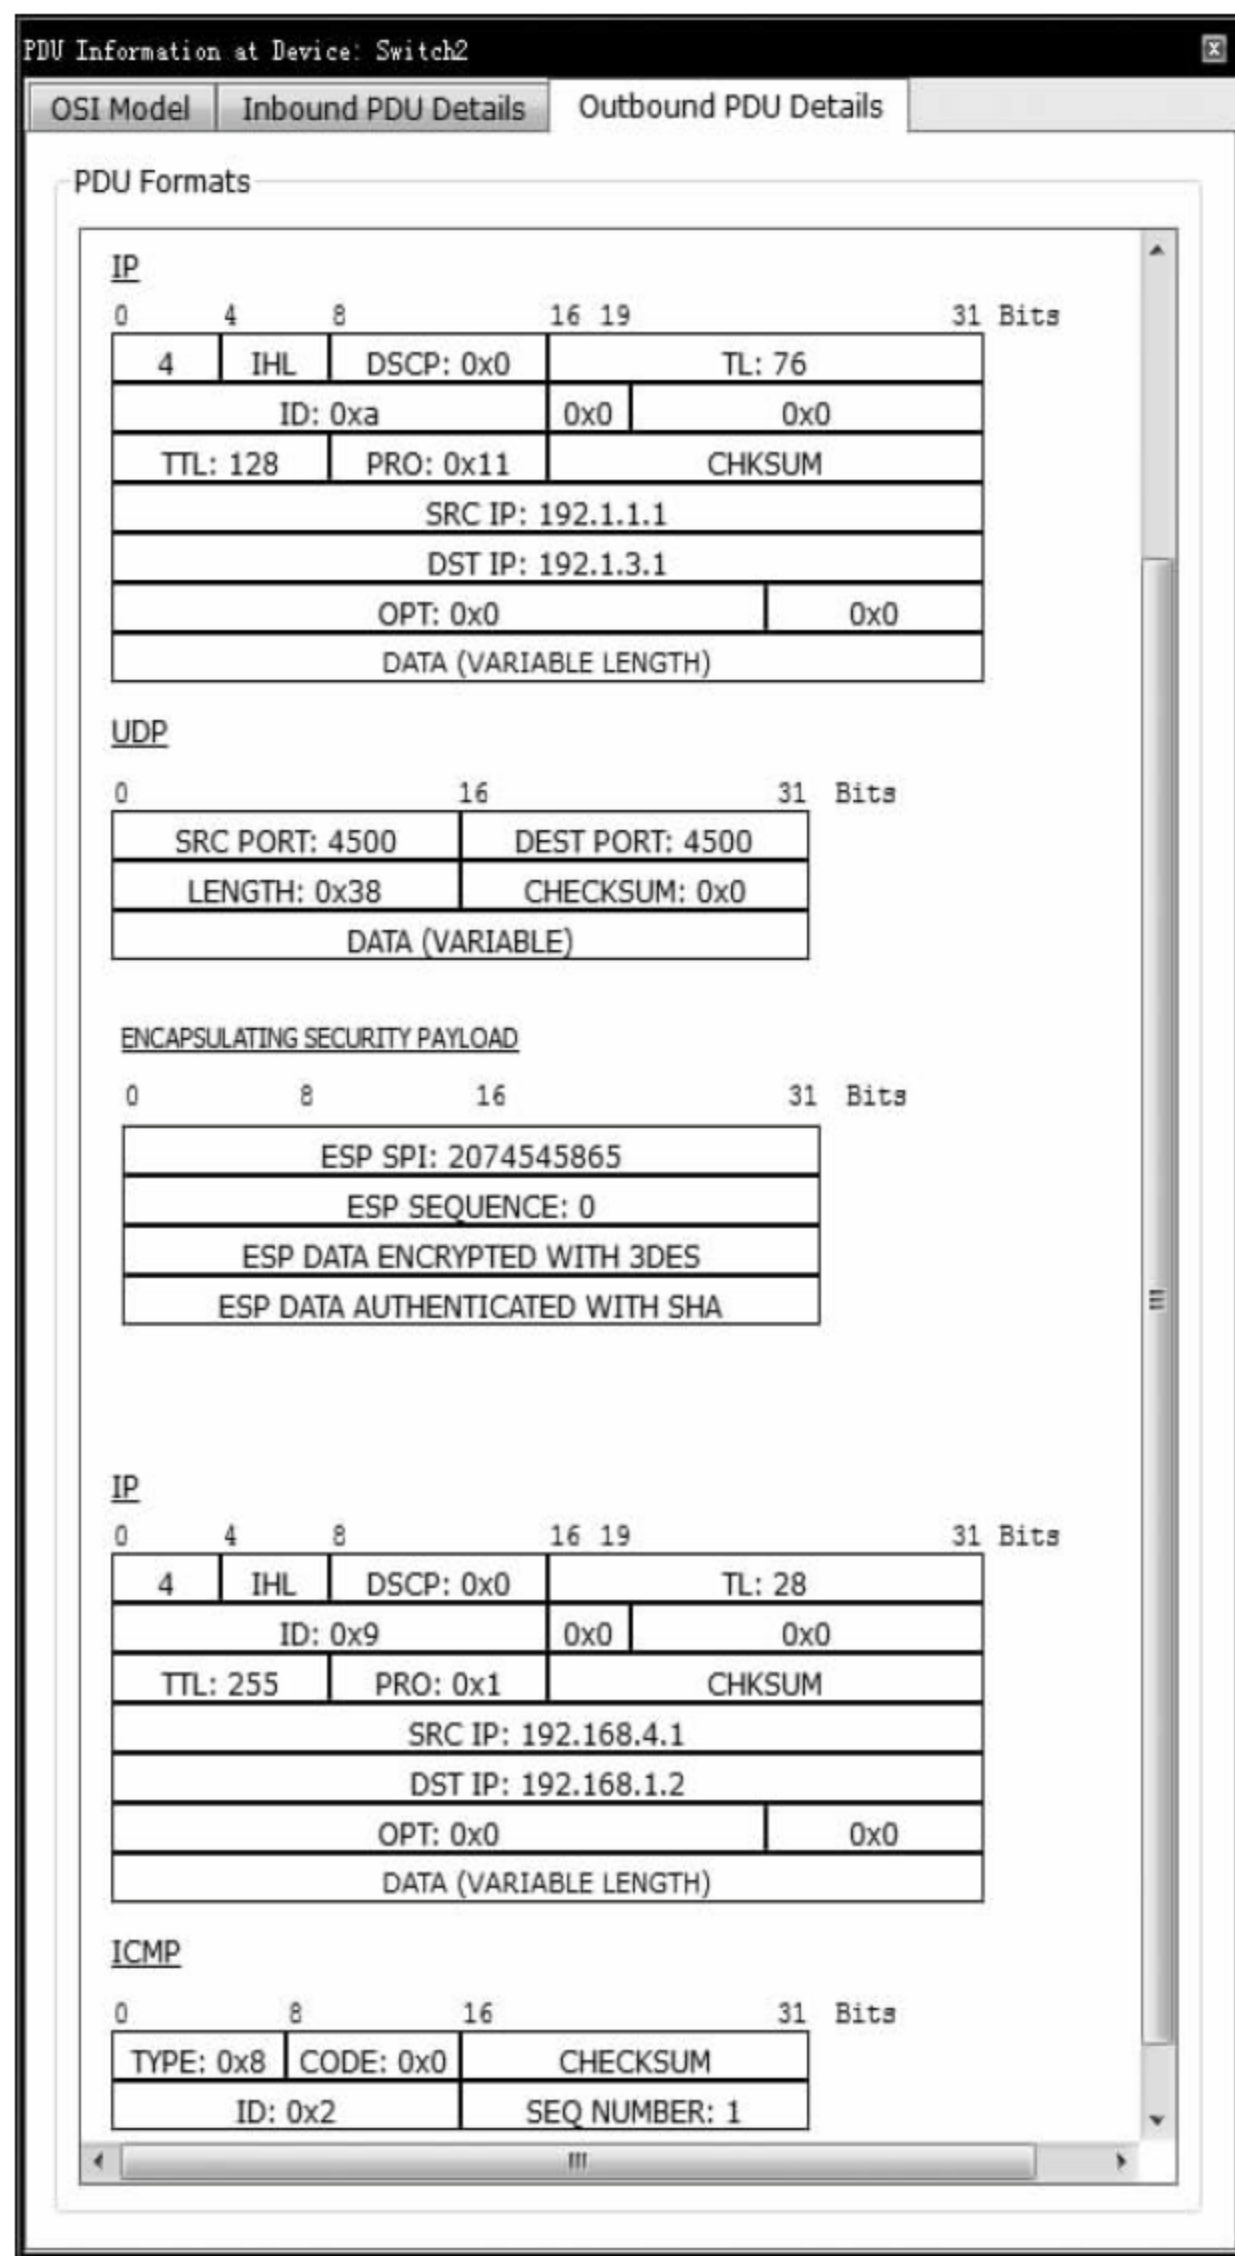 PDU Information at Device: Switch2
OSI Model Inbound PDU Details Outbound PDU Details
PDU Formats
IP
0 4 8 16 19 31 Bits
4 IHL DSCP: 0x0 TL: 76
ID: 0xa 0x0 0x0
TTL: 128 PRO: 0x11 CHKSUM
SRC IP: 192.1.1.1
DST IP: 192.1.3.1
OPT: 0x0 0x0
DATA (VARIABLE LENGTH)
UDP
0 16 31 Bits
SRC PORT: 4500 DEST PORT: 4500
LENGTH: 0x38 CHECKSUM: 0x0
DATA (VARIABLE)
ENCAPSULATING SECURITY PAYLOAD
0 8 16 31 Bits
ESP SPI: 2074545865
ESP SEQUENCE: 0
ESP DATA ENCRYPTED WITH 3DES
ESP DATA AUTHENTICATED WITH SHA
IP
0 4 8 16 19 31 Bits
4 IHL DSCP: 0x0 TL: 28
ID: 0x9 0x0 0x0
TTL: 255 PRO: 0x1 CHKSUM
SRC IP: 192.168.4.1
DST IP: 192.168.1.2
OPT: 0x0 0x0
DATA (VARIABLE LENGTH)
ICMP
0 8 16 31 Bits
TYPE: 0x8 CODE: 0x0 CHECKSUM
ID: 0x2 SEQ NUMBER: 1